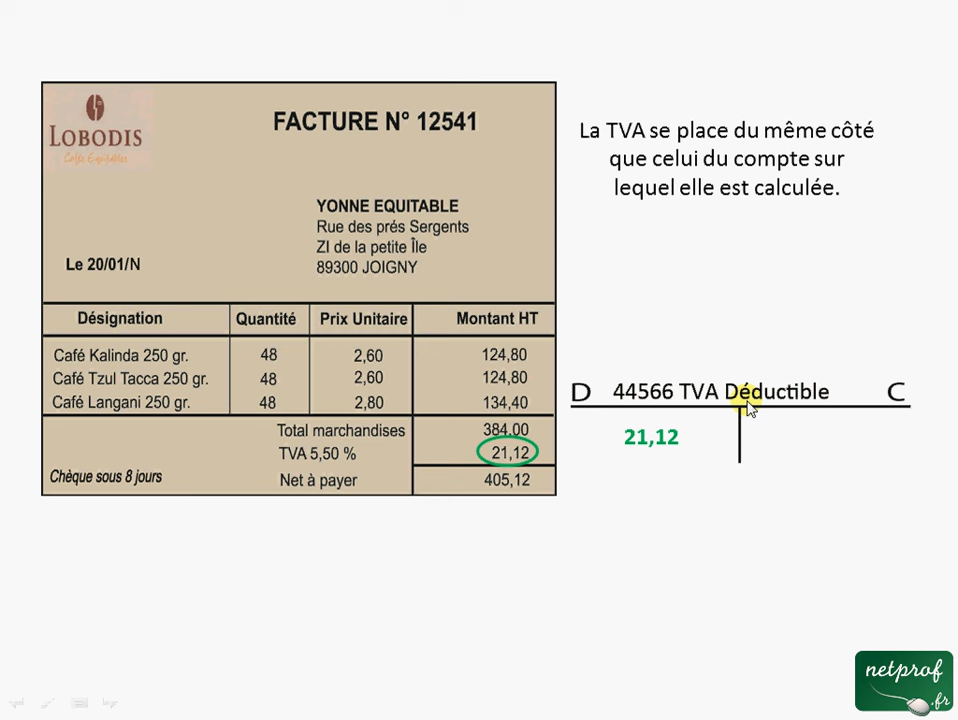 LOBODIS
Cafés Equitables
FACTURE N° 12541
YONNE EQUITABLE
Rue des prés Sergents
ZI de la petite Île
89300 JOIGNY
Le 20/01/N
Désignation Quantité Prix Unitaire Montant HT
Café Kalinda 250 gr. 48 2,60 124,80
Café Tzul Tacca 250 gr. 48 2,60 124,80
Café Langani 250 gr. 48 2,80 134,40
Total marchandises 384,00
TVA 5,50 % 21,12
Chèque sous 8 jours
Net à payer 405,12
La TVA se place du même côté
que celui du compte sur
lequel elle est calculée.
D 44566 TVA Déductible C
21,12
netprof
.fr